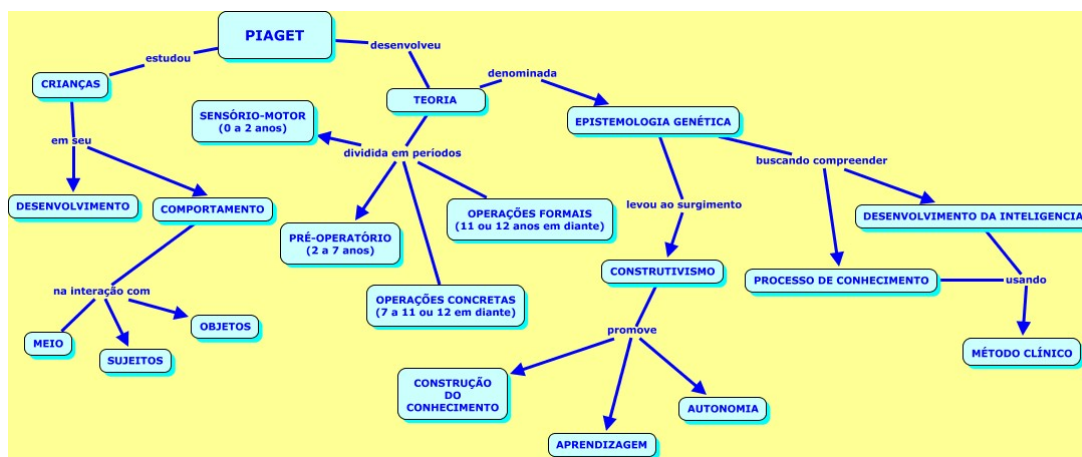 PIAGET
estudou
desenvolveu
CRIANÇAS
TEORIA
denominada
EPISTEMOLOGIA GENÉTICA
SENSÓRIO-MOTOR
(0 a 2 anos)
em seu
dividida em períodos
buscando compreender
DESENVOLVIMENTO
COMPORTAMENTO
PRÉ-OPERATÓRIO
(2 a 7 anos)
OPERAÇÕES FORMAIS
(11 ou 12 anos em diante)
levou ao surgimento
DESENVOLVIMENTO DA INTELIGENCIA
na interação com
OPERAÇÕES CONCRETAS
(7 a 11 ou 12 em diante)
CONSTRUTIVISMO
PROCESSO DE CONHECIMENTO
usando
MEIO
SUJEITOS
OBJETOS
promove
MÉTODO CLÍNICO
CONSTRUÇÃO
DO
CONHECIMENTO
APRENDIZAGEM
AUTONOMIA